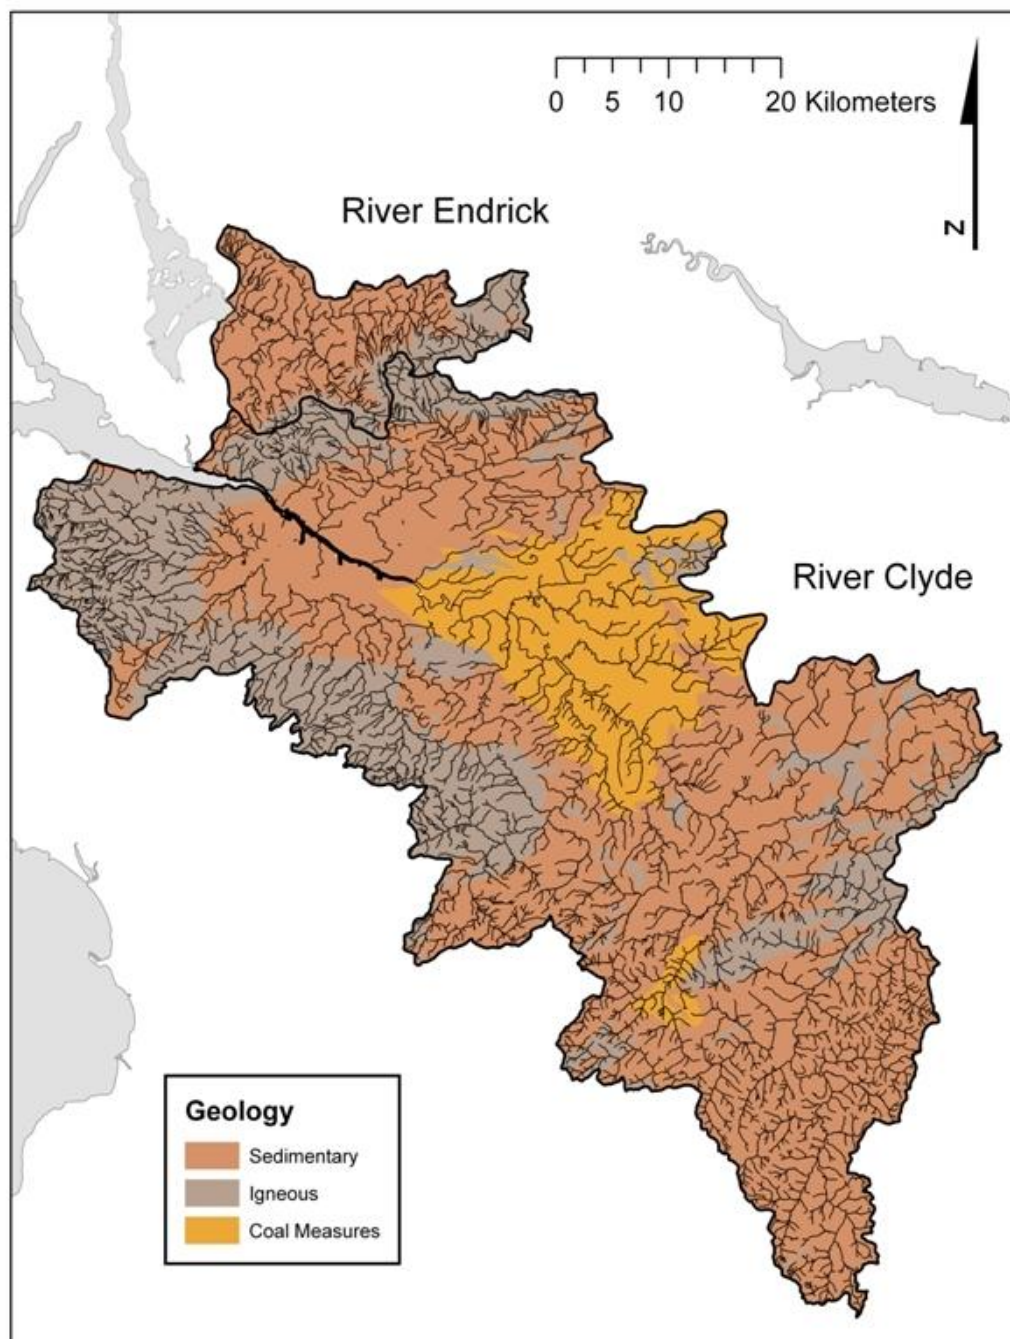 0 5 10 20 Kilometers
N
River Endrick
River Clyde
Geology
Sedimentary
Igneous
Coal Measures